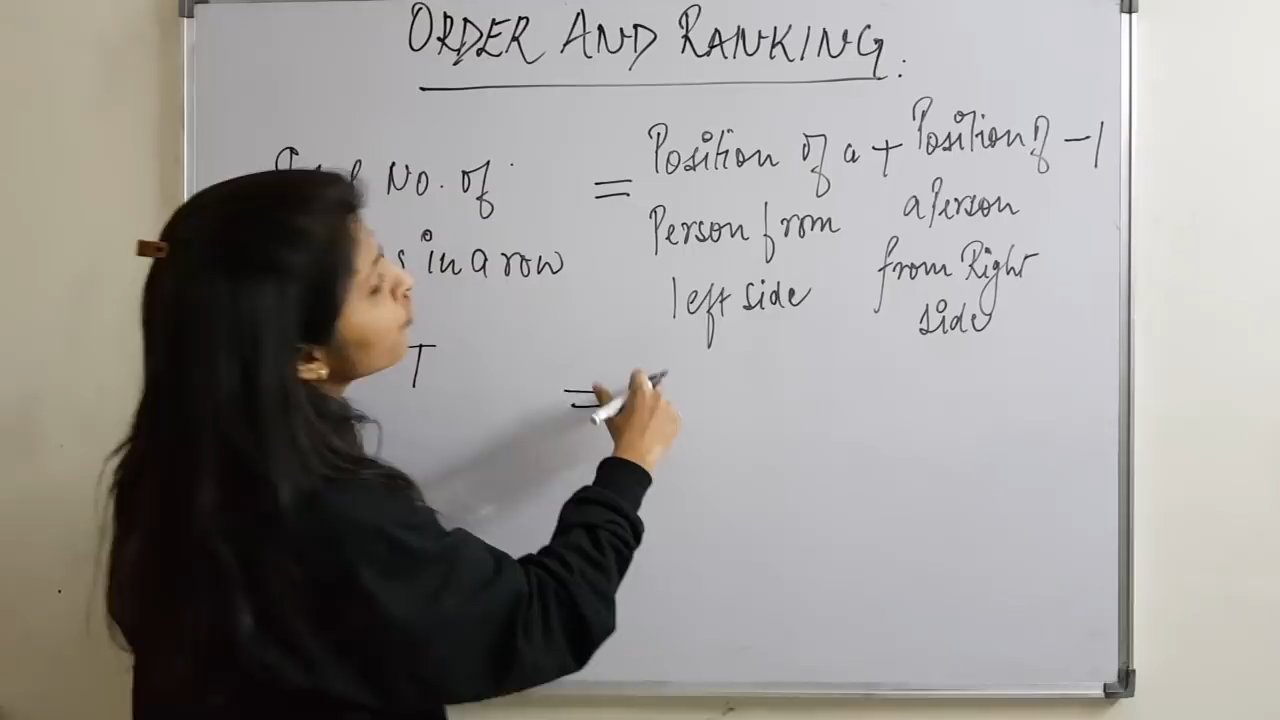 ORDER AND RANKING.
No. of = Position of a + Position of - 1
in a row Person from a Person
left side from Right
side
T =